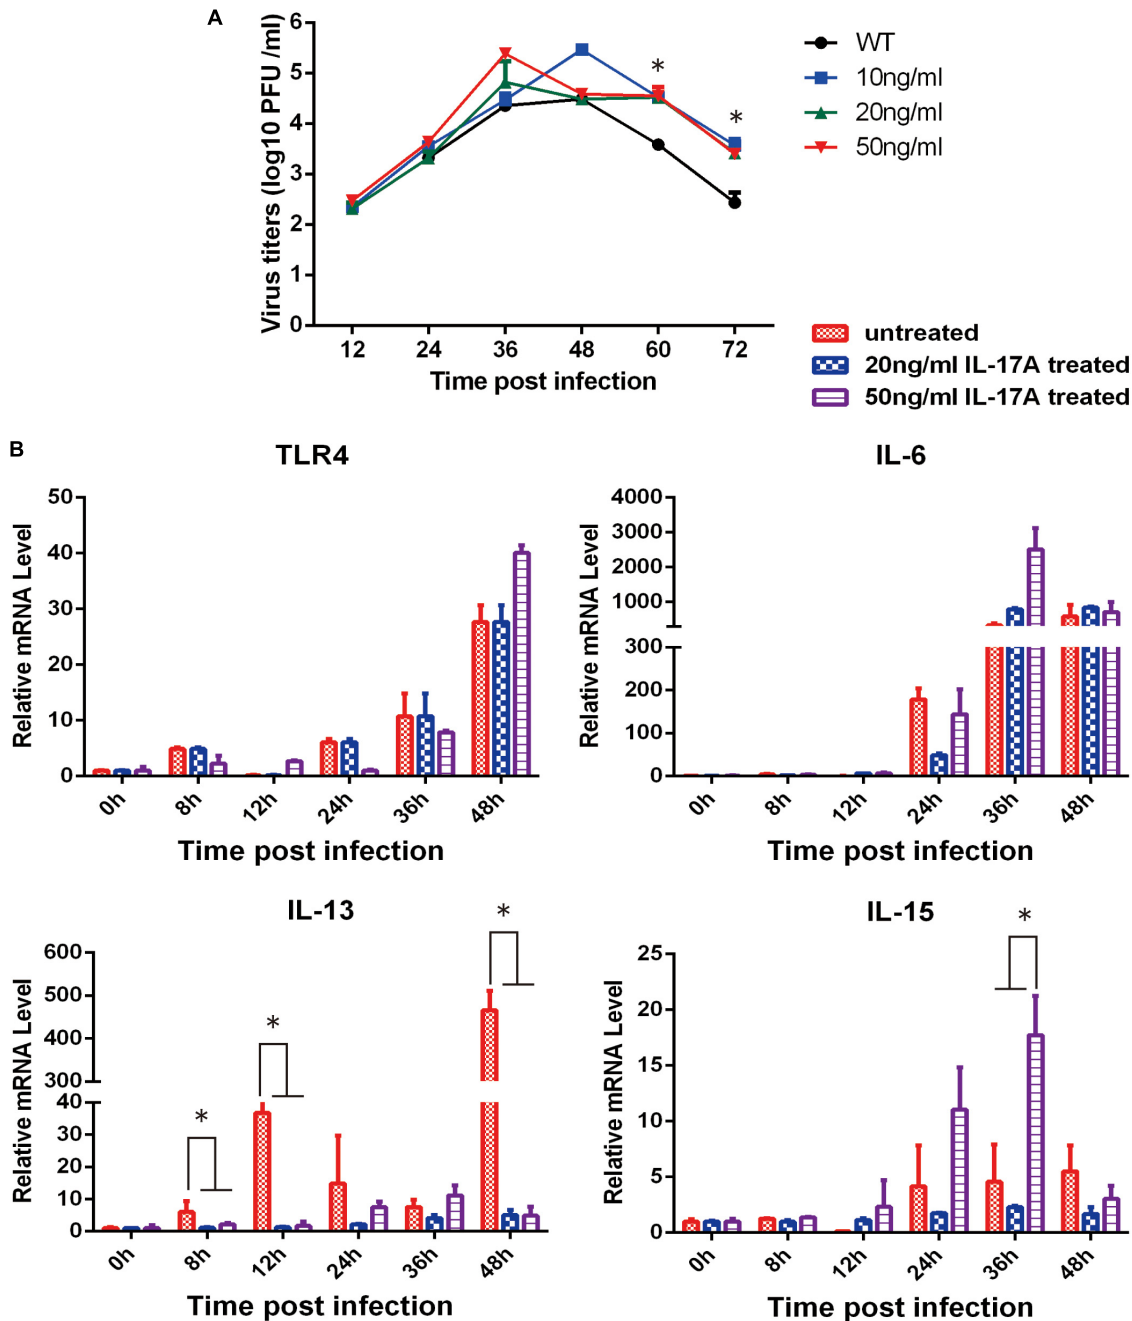 A
Virus titers (log10 PFU /ml)
6
5
4
3
2
1
0
*
*
12 24 36 48 60 72
Time post infection
WT
10ng/ml
20ng/ml
50ng/ml
untreated
20ng/ml IL-17A treated
50ng/ml IL-17A treated
B
TLR4
Relative mRNA Level
50
40
30
20
10
0
0h 8h 12h 24h 36h 48h
Time post infection
IL-6
Relative mRNA Level
4000
3000
2000
1000
300
200
100
0
0h 8h 12h 24h 36h 48h
Time post infection
IL-13
Relative mRNA Level
600
500
400
300
40
30
20
10
0
*
*
*
0h 8h 12h 24h 36h 48h
Time post infection
IL-15
Relative mRNA Level
25
20
15
10
5
0
*
0h 8h 12h 24h 36h 48h
Time post infection